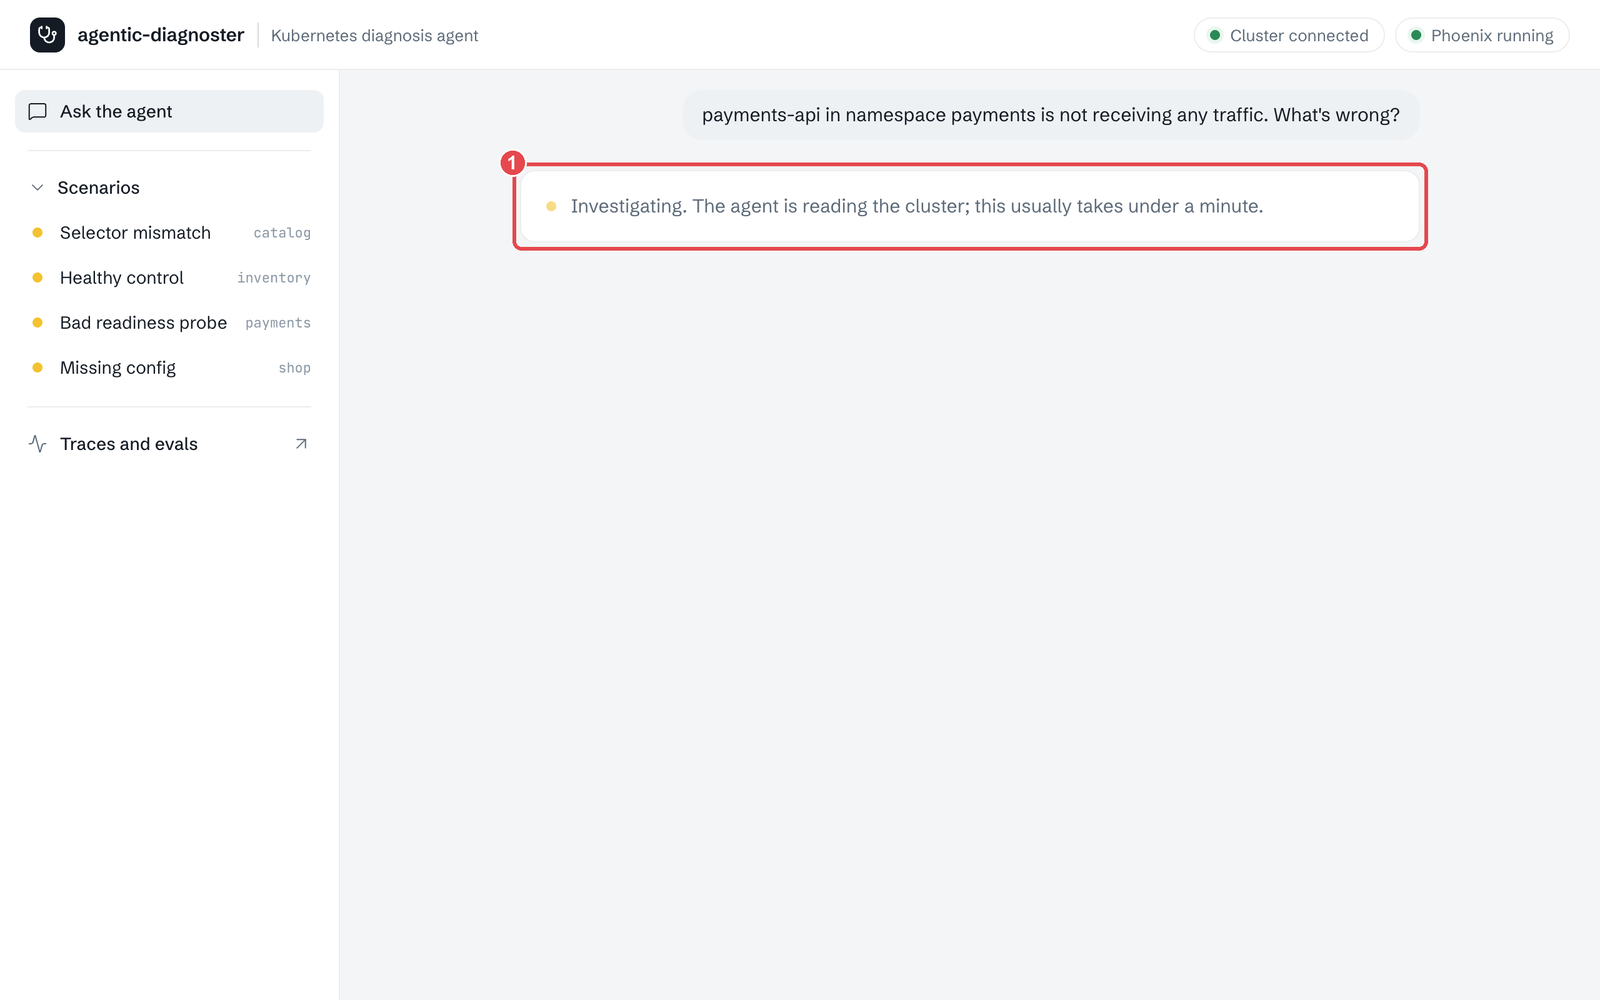 agentic-diagnoster
Kubernetes diagnosis agent
Cluster connected
Phoenix running
Ask the agent
Scenarios
Selector mismatch catalog
Healthy control inventory
Bad readiness probe payments
Missing config shop
Traces and evals
payments-api in namespace payments is not receiving any traffic. What's wrong?
1
Investigating. The agent is reading the cluster; this usually takes under a minute.